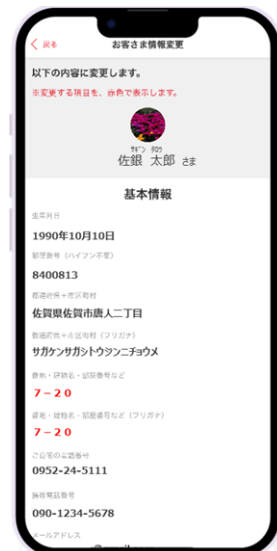 戻る
お客さま情報変更
以下の内容に変更します。
※変更する項目を、赤色で表示します。
サギン タロウ
佐銀 太郎 さま
基本情報
生年月日
1990年10月10日
郵便番号（ハイフン不要）
8400813
都道府県＋市区町村
佐賀県佐賀市唐人二丁目
都道府県＋市区町村（フリガナ）
サガケンサガシトウジンニチョウメ
番地・建物名・部屋番号など
７−２０
番地・建物名・部屋番号など（フリガナ）
７−２０
ご自宅の電話番号
0952-24-5111
携帯電話番号
090-1234-5678
メールアドレス